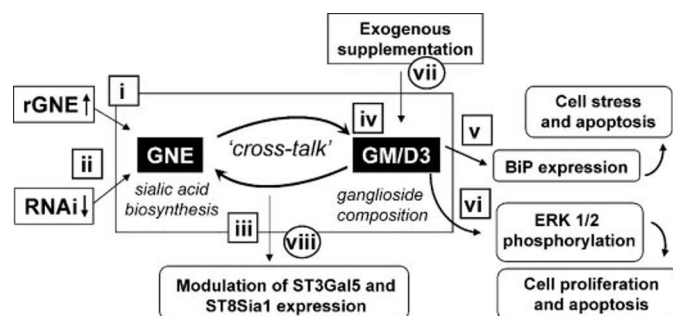 Exogenous
supplementation
vii
i
rGNE↑
ii
RNAi↓
GNE
sialic acid
biosynthesis
'cross-talk'
iv
GM/D3
ganglioside
composition
iii
viii
Modulation of ST3Gal5 and
ST8Sia1 expression
v
Cell stress
and apoptosis
BiP expression
vi
ERK 1/2
phosphorylation
Cell proliferation
and apoptosis